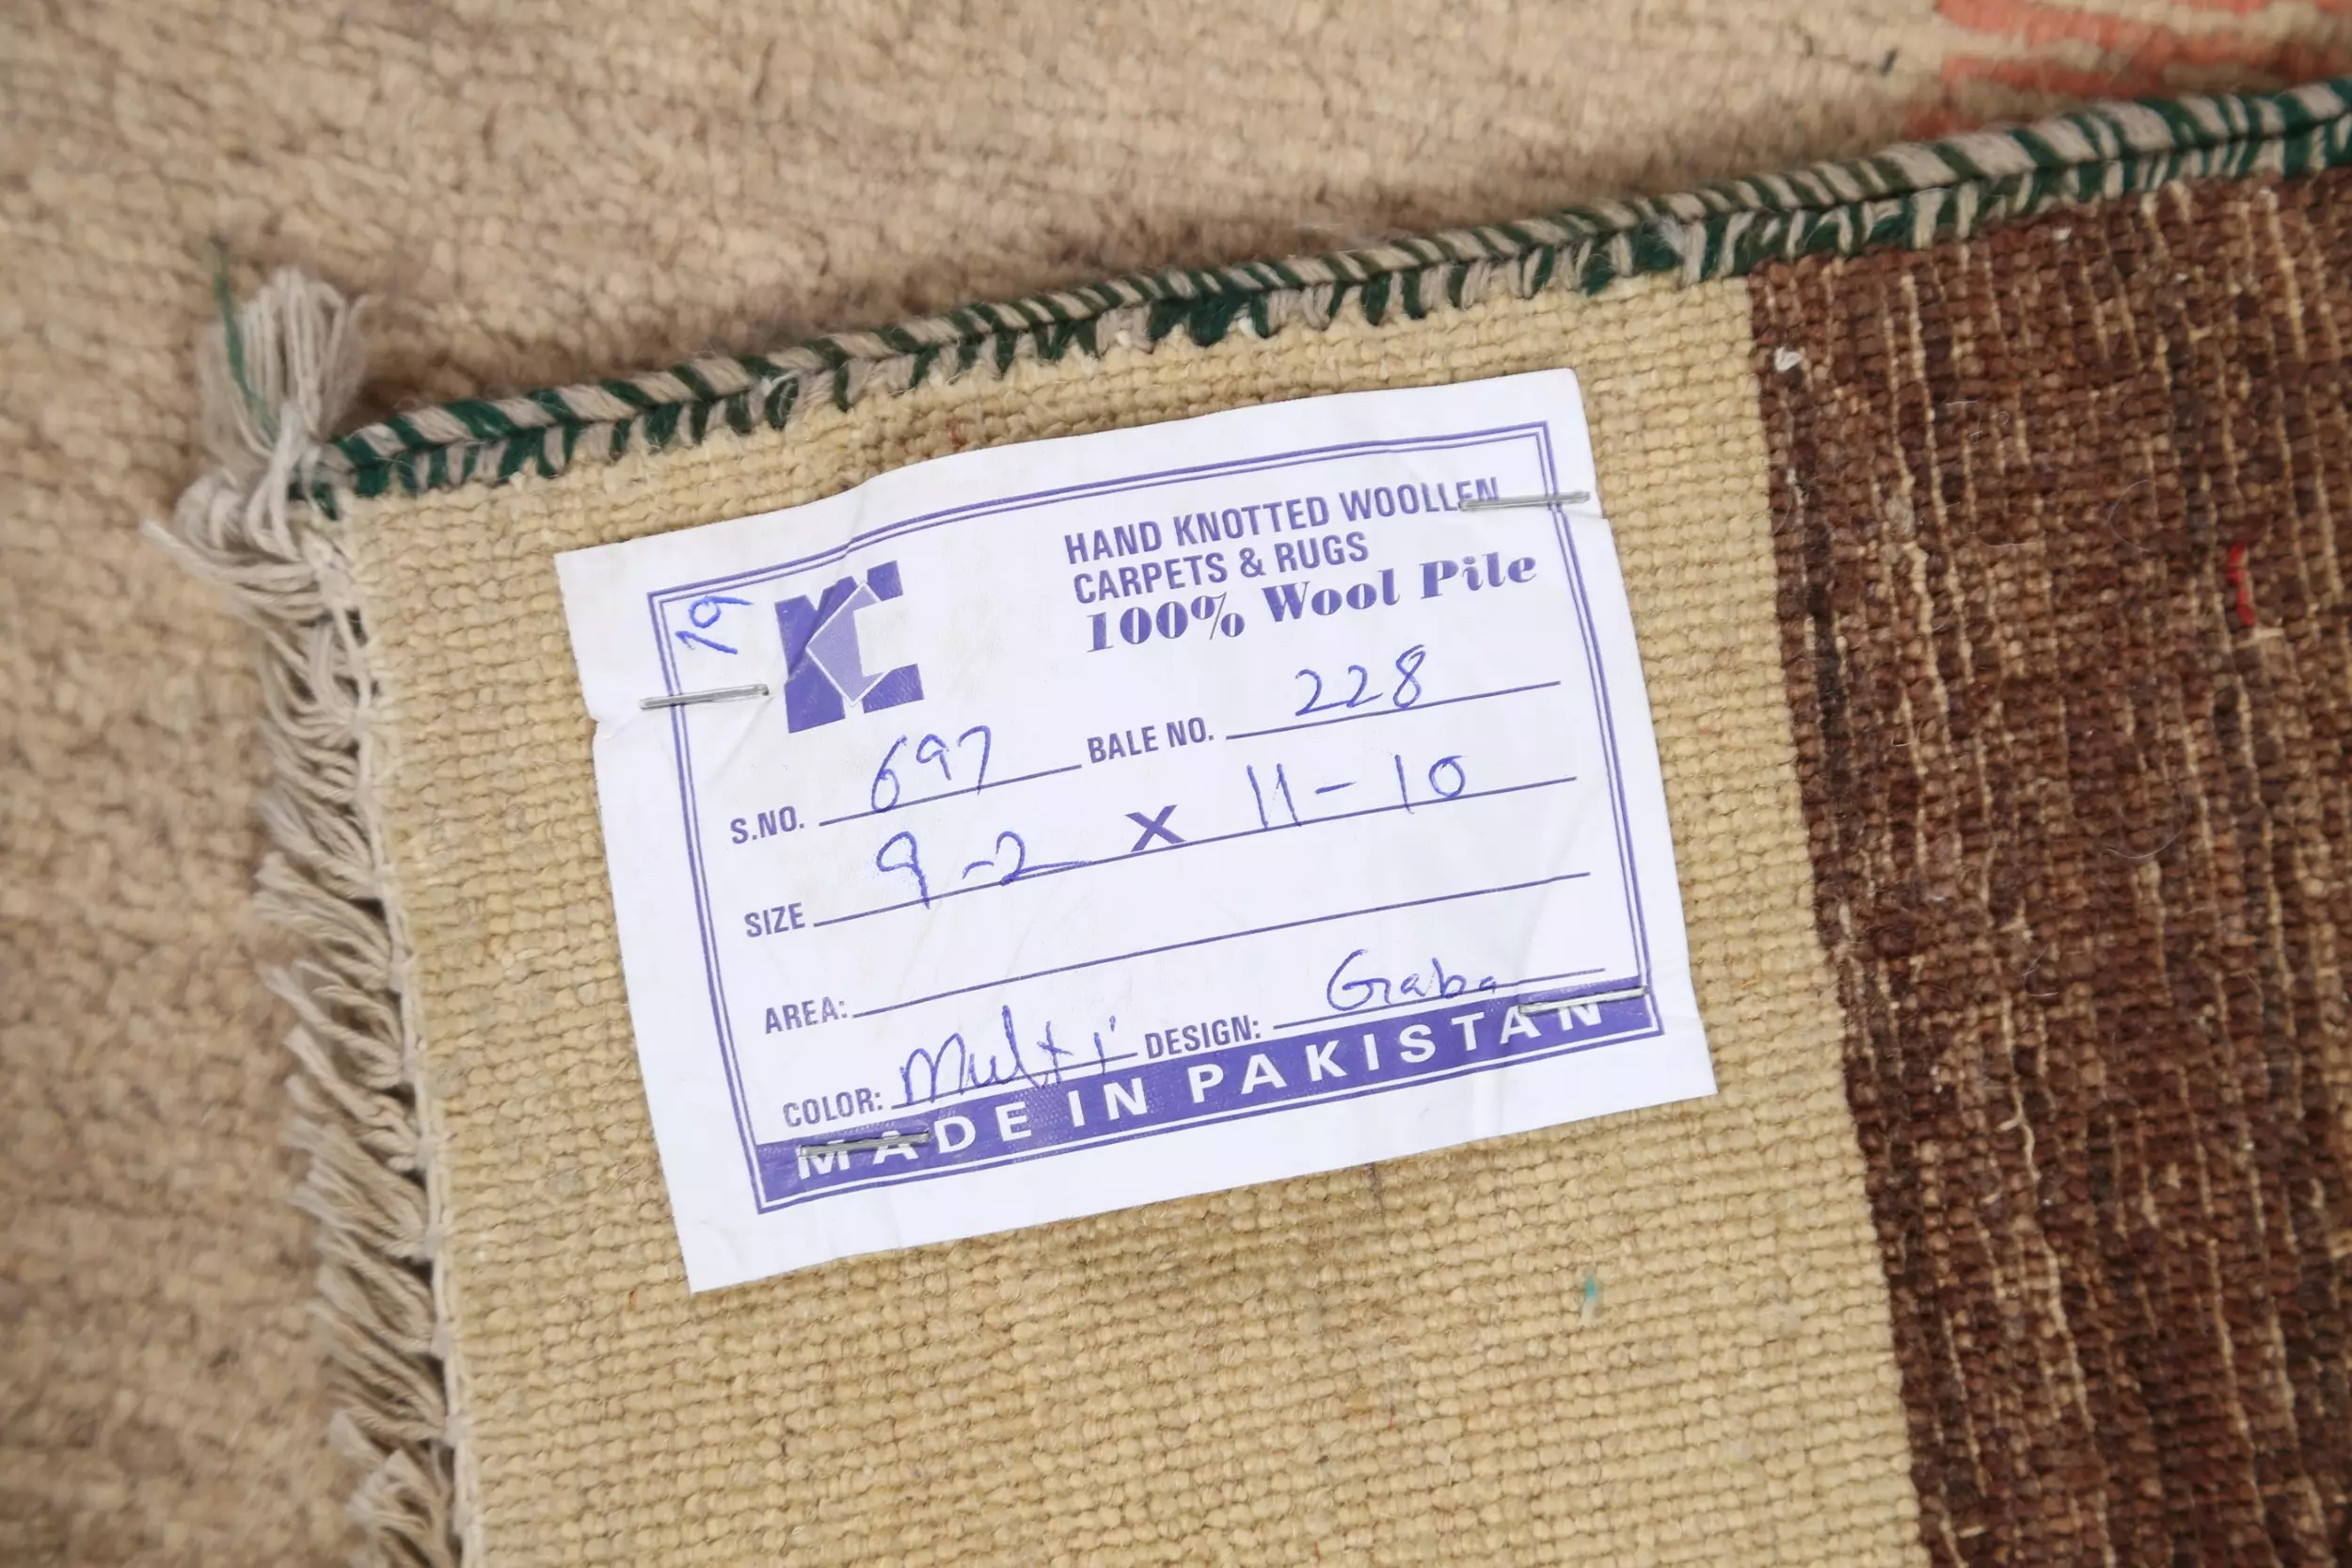 HAND KNOTTED WOOLLEN
CARPETS & RUGS
100% Wool Pile
19
KC
S.NO. 697 BALE NO. 228
SIZE 9-2 X 11-10
AREA:
COLOR: Multi DESIGN: Graba
MADE IN PAKISTAN